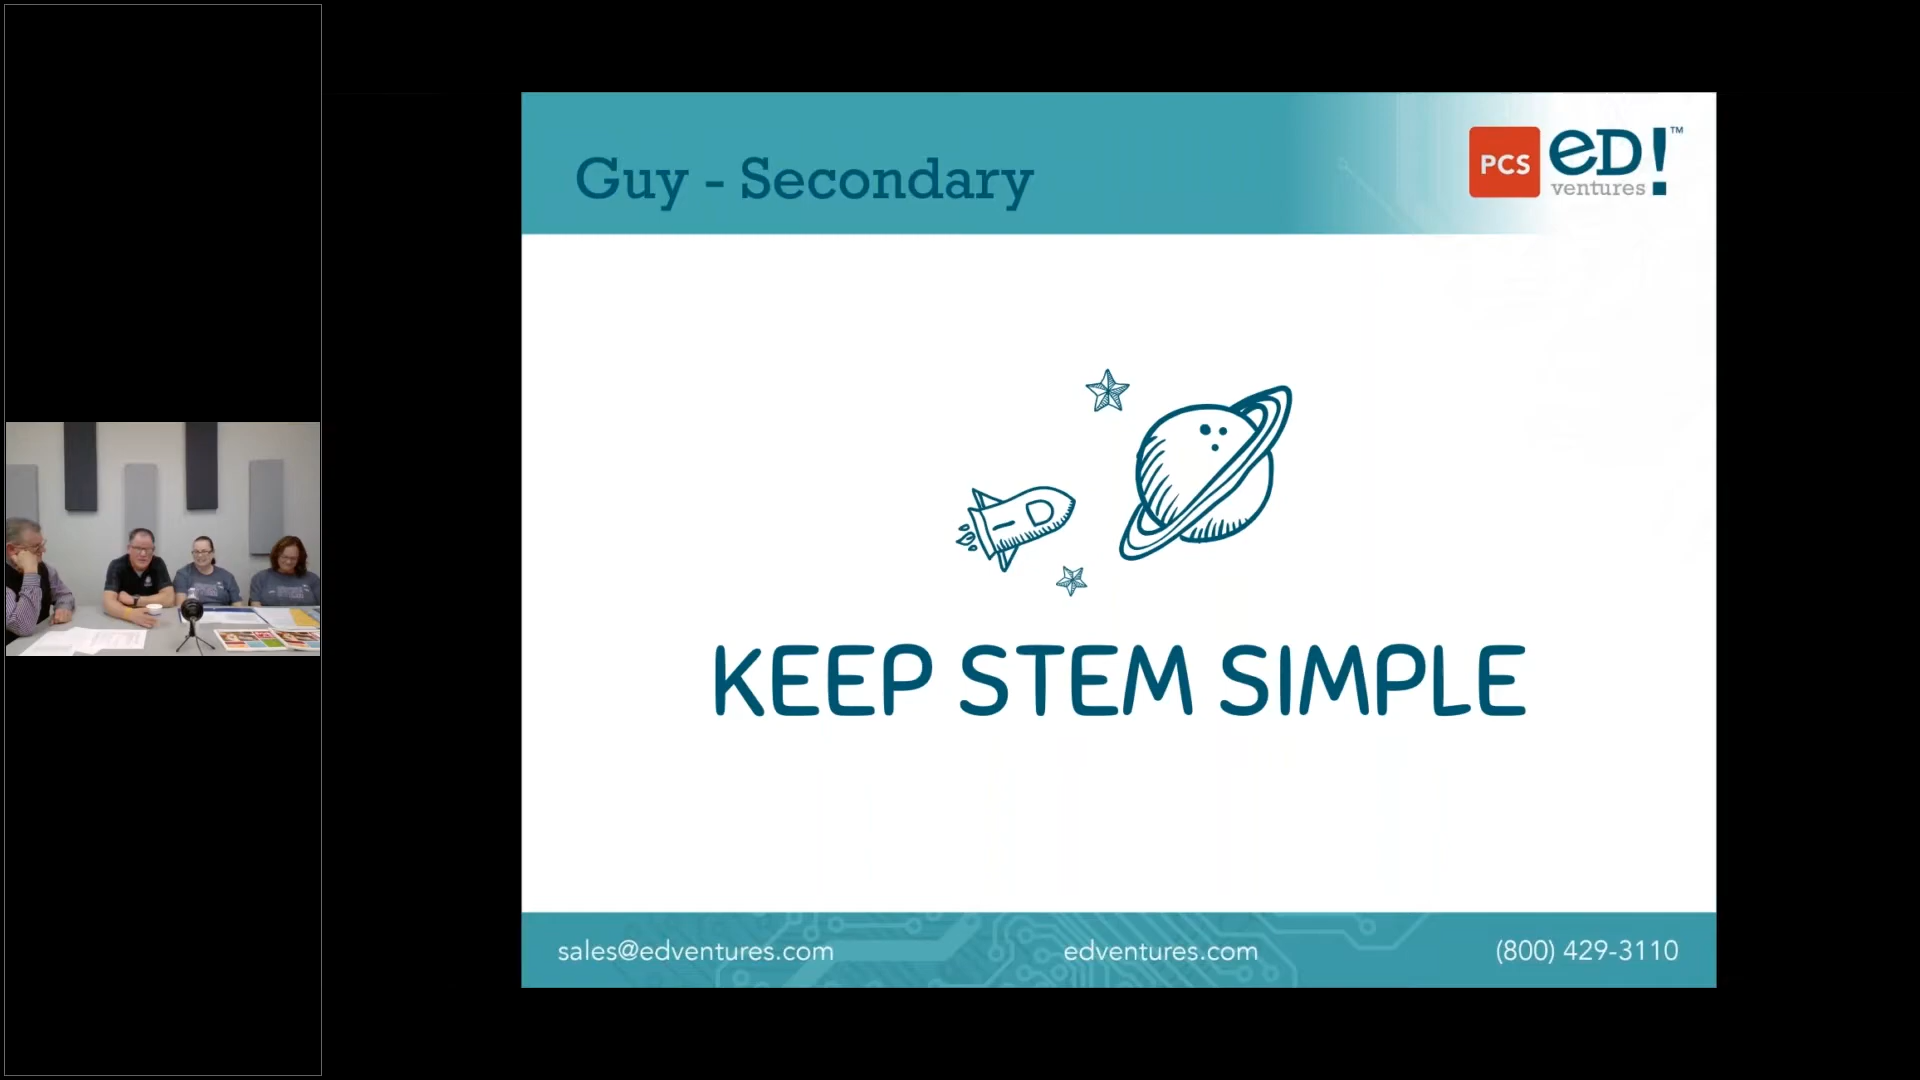 Guy - Secondary
PCS
eD!™
ventures
KEEP STEM SIMPLE
sales@edventures.com
edventures.com
(800) 429-3110